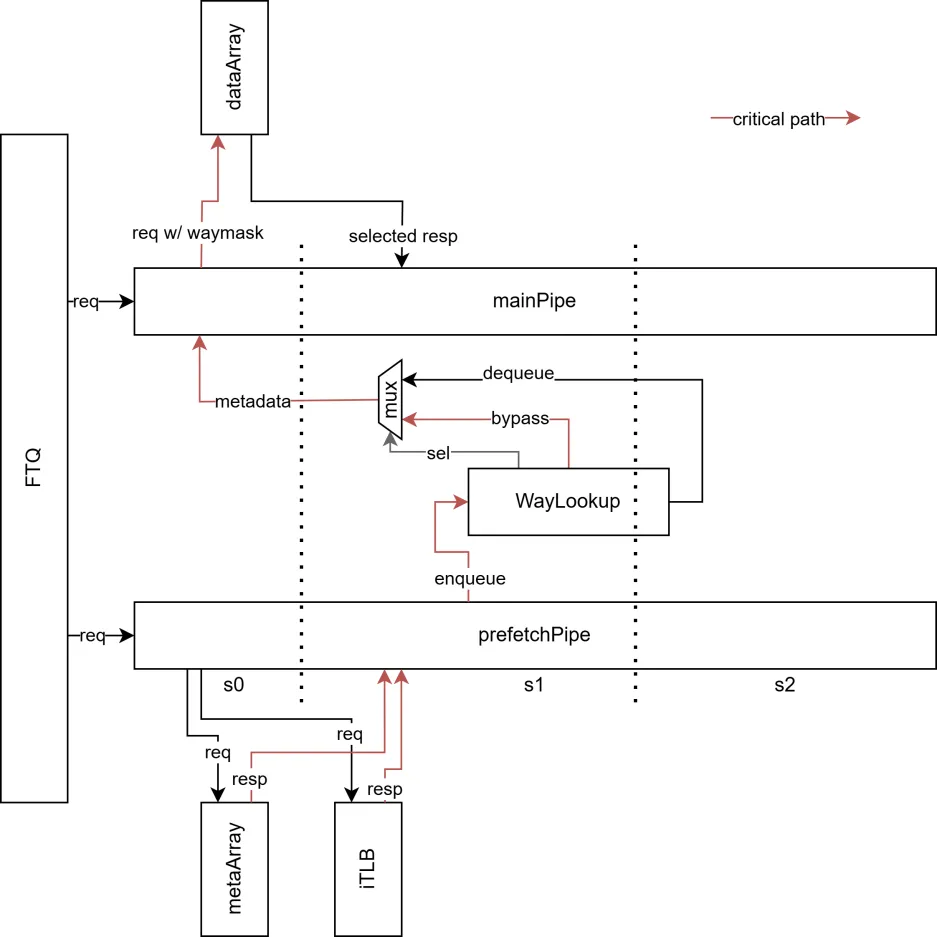 dataArray
critical path
req w/ waymask
selected resp
req
mainPipe
dequeue
mux
metadata
bypass
sel
FTQ
WayLookup
enqueue
req
prefetchPipe
s0
s1
s2
req
req
resp
resp
metaArray
iTLB